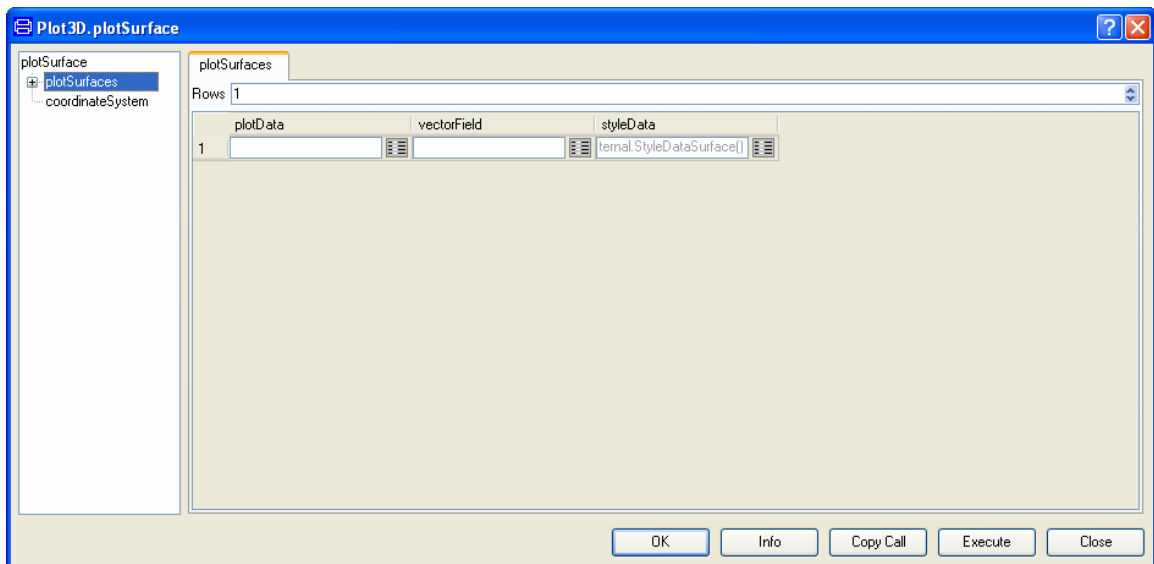 Plot3D.plotSurface
plotSurface
plotSurfaces
coordinateSystem
plotSurfaces
Rows 1
plotData vectorField styleData
1 ternal.StyleDataSurface()
OK Info Copy Call Execute Close